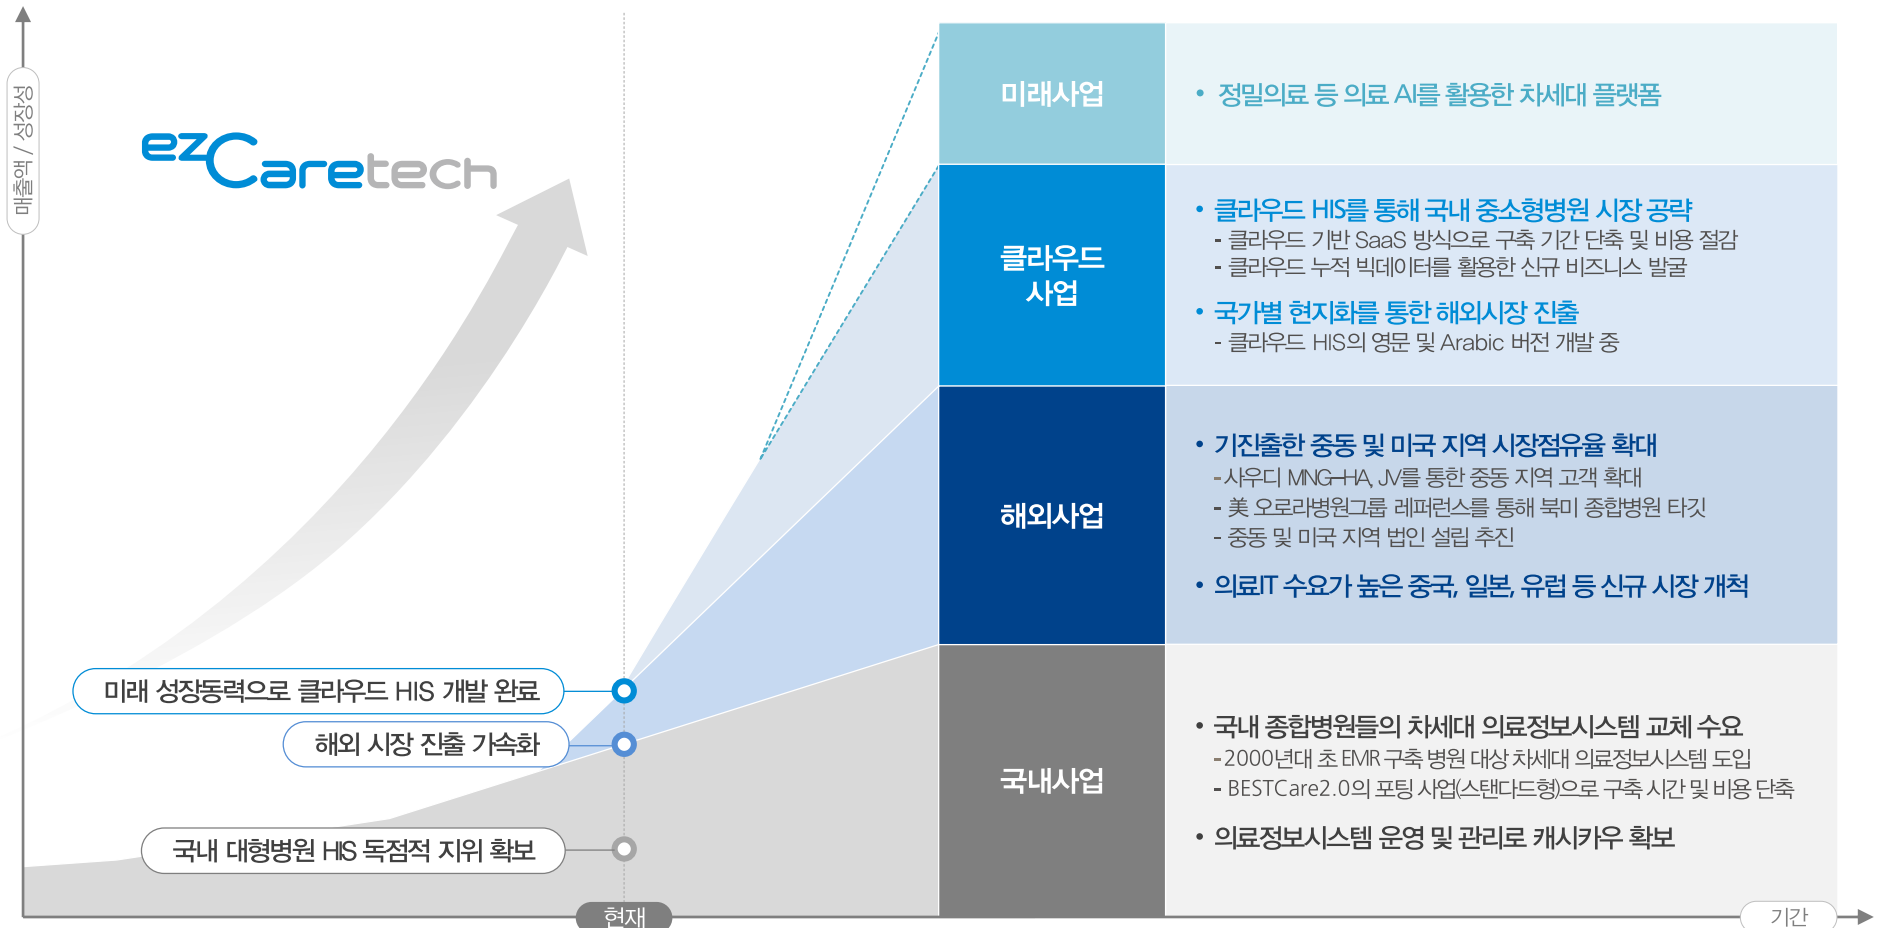 매출액 / 성장성
ezCaretech
미래 성장동력으로 클라우드 HIS 개발 완료
해외 시장 진출 가속화
국내 대형병원 HIS 독점적 지위 확보
현재
미래사업
• 정밀의료 등 의료 AI를 활용한 차세대 플랫폼
클라우드
사업
• 클라우드 HIS를 통해 국내 중소형병원 시장 공략
- 클라우드 기반 SaaS 방식으로 구축 기간 단축 및 비용 절감
- 클라우드 누적 빅데이터를 활용한 신규 비즈니스 발굴
• 국가별 현지화를 통한 해외시장 진출
- 클라우드 HIS의 영문 및 Arabic 버전 개발 중
해외사업
• 기진출한 중동 및 미국 지역 시장점유율 확대
- 사우디 MNG-HA, JV를 통한 중동 지역 고객 확대
- 美 오로라병원그룹 레퍼런스를 통해 북미 종합병원 타깃
- 중동 및 미국 지역 법인 설립 추진
• 의료IT 수요가 높은 중국, 일본, 유럽 등 신규 시장 개척
국내사업
• 국내 종합병원들의 차세대 의료정보시스템 교체 수요
- 2000년대 초 EMR 구축 병원 대상 차세대 의료정보시스템 도입
- BESTCare2.0의 포팅 사업(스탠다드형)으로 구축 시간 및 비용 단축
• 의료정보시스템 운영 및 관리로 캐시카우 확보
기간